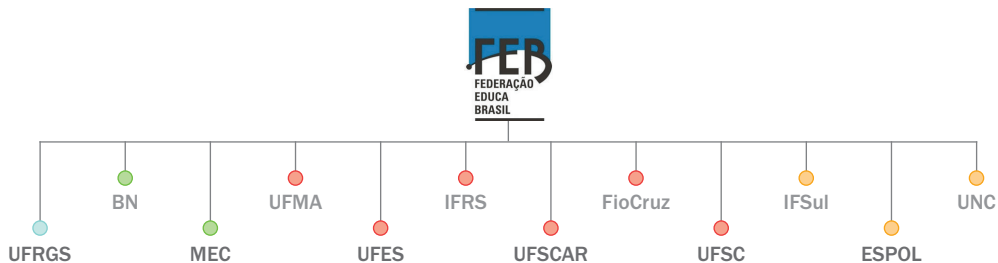 FEB
FEDERAÇÃO
EDUCA
BRASIL
BN
UFMA
IFRS
FioCruz
IFSul
UNC
UFRGS
MEC
UFES
UFSCAR
UFSC
ESPOL